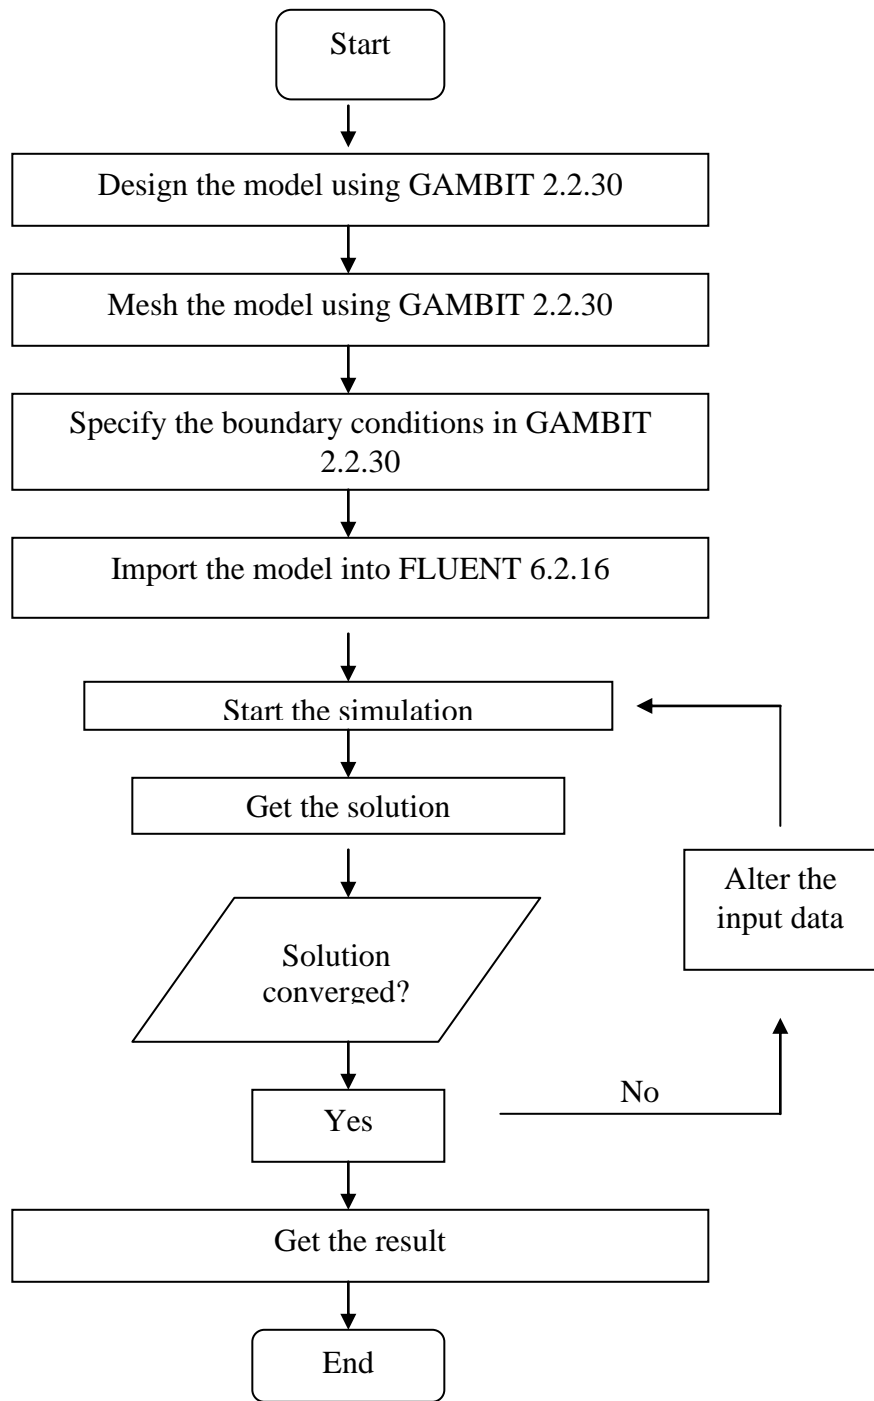 Start
Design the model using GAMBIT 2.2.30
Mesh the model using GAMBIT 2.2.30
Specify the boundary conditions in GAMBIT
2.2.30
Import the model into FLUENT 6.2.16
Start the simulation
Get the solution
Alter the
input data
Solution
converged?
No
Yes
Get the result
End